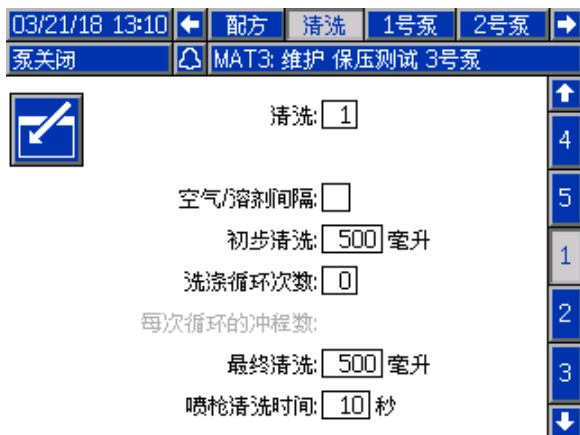 03/21/18 13:10 配方 清洗 1号泵 2号泵
泵关闭 MAT3: 维护 保压测试 3号泵
清洗: 1
4
空气/溶剂间隔:
5
初步清洗: 500 毫升
1
洗涤循环次数: 0
每次循环的冲程数:
2
最终清洗: 500 毫升
3
喷枪清洗时间: 10 秒